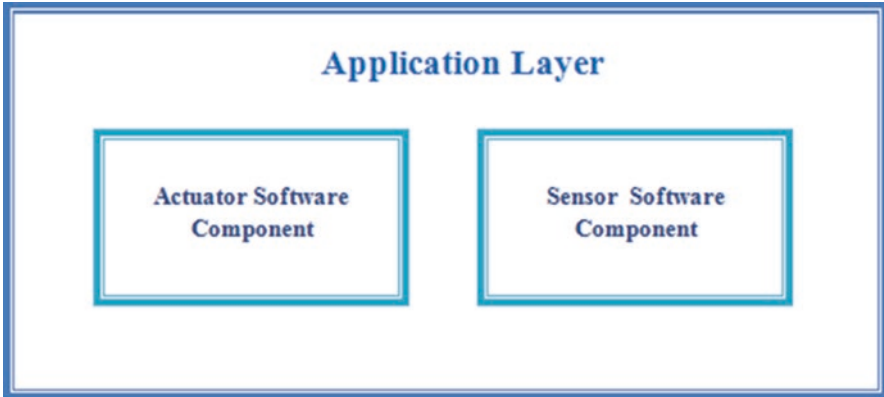 Application Layer
Actuator Software
Component
Sensor Software
Component